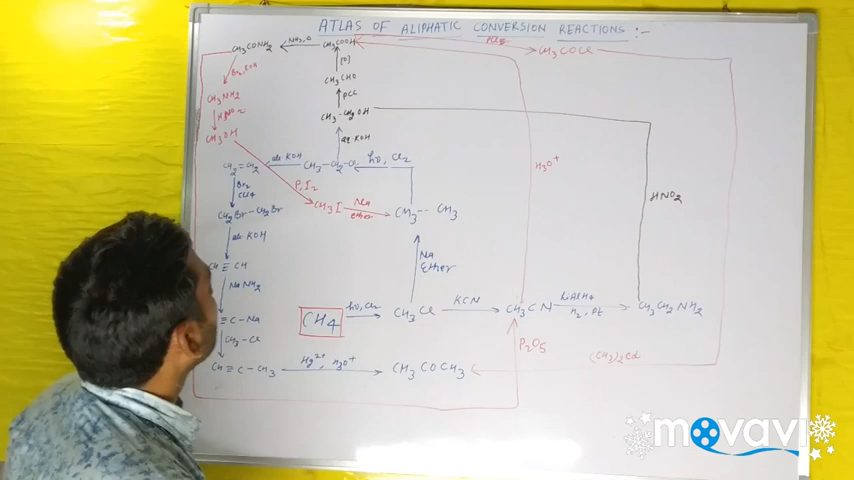 ATLAS OF ALIPHATIC CONVERSION REACTIONS :-
CH3CONH2 NH3, Δ CH3COOH PCl5 CH3COCl
Br2, KOH [O]
CH3CHO
CH3NH2 PCC
HNO2 CH3-CH2OH
CH3OH aq. KOH
CH2=CH2 alc. KOH CH3-CH2-Cl hν, Cl2 H3O+
Br2 P, I2
CCl4 HNO2
CH2Br-CH2Br CH3I Na CH3-CH3
Ether
alc. KOH
CH≡CH Na
NaNH2 Ether
CH4 hν, Cl2 CH3Cl KCN CH3CN LiAlH4 CH3CH2NH2
H2, Pt
≡C-Na
CH3-Cl P2O5
(CH3)2Cd
CH≡C-CH3 Hg2+, H3O+ CH3COCH3
movavi